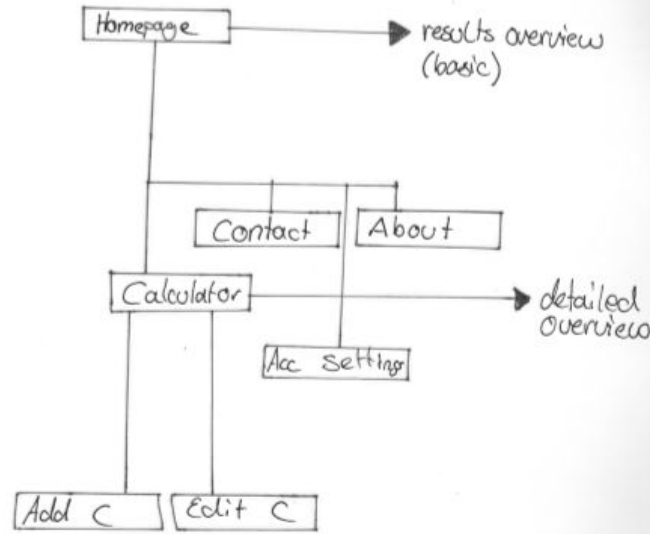 Homepage
results overview
(basic)
Contact
About
Calculator
detailed
overview
Acc Settings
Add C
Edit C